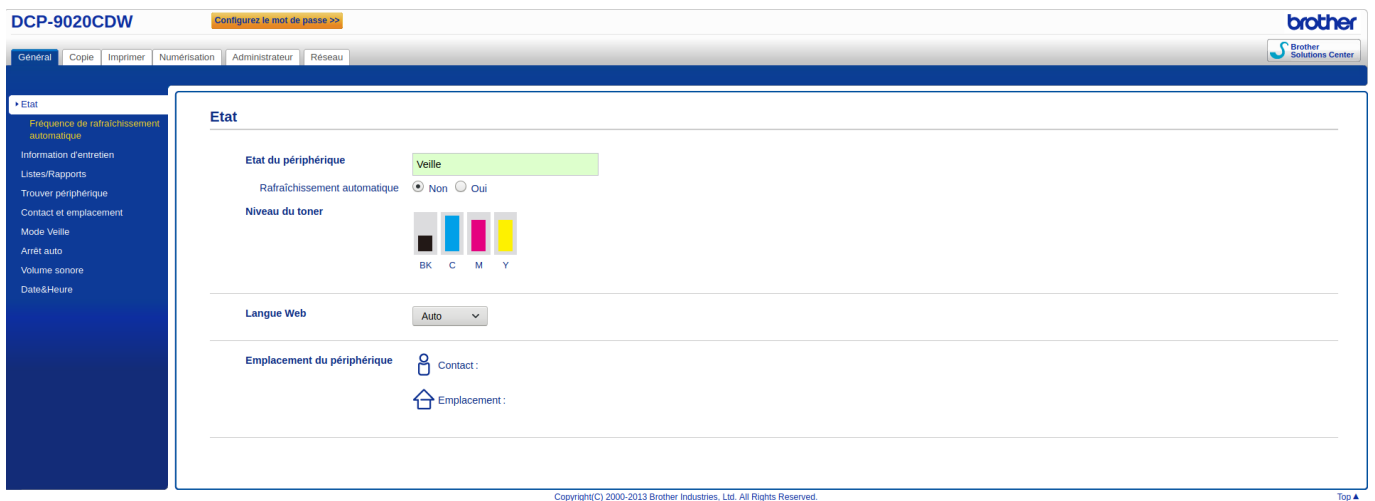 DCP-9020CDW
Configurez le mot de passe >>
brother
Général
Copie
Imprimer
Numérisation
Administrateur
Réseau
Brother
Solutions Center
Etat
Fréquence de rafraîchissement
automatique
Information d'entretien
Listes/Rapports
Trouver périphérique
Contact et emplacement
Mode Veille
Arrêt auto
Volume sonore
Date&Heure
Etat
Etat du périphérique
Veille
Rafraîchissement automatique
Non
Oui
Niveau du toner
BK C M Y
Langue Web
Auto
Emplacement du périphérique
Contact :
Emplacement :
Copyright(C) 2000-2013 Brother Industries, Ltd. All Rights Reserved.
Top▲